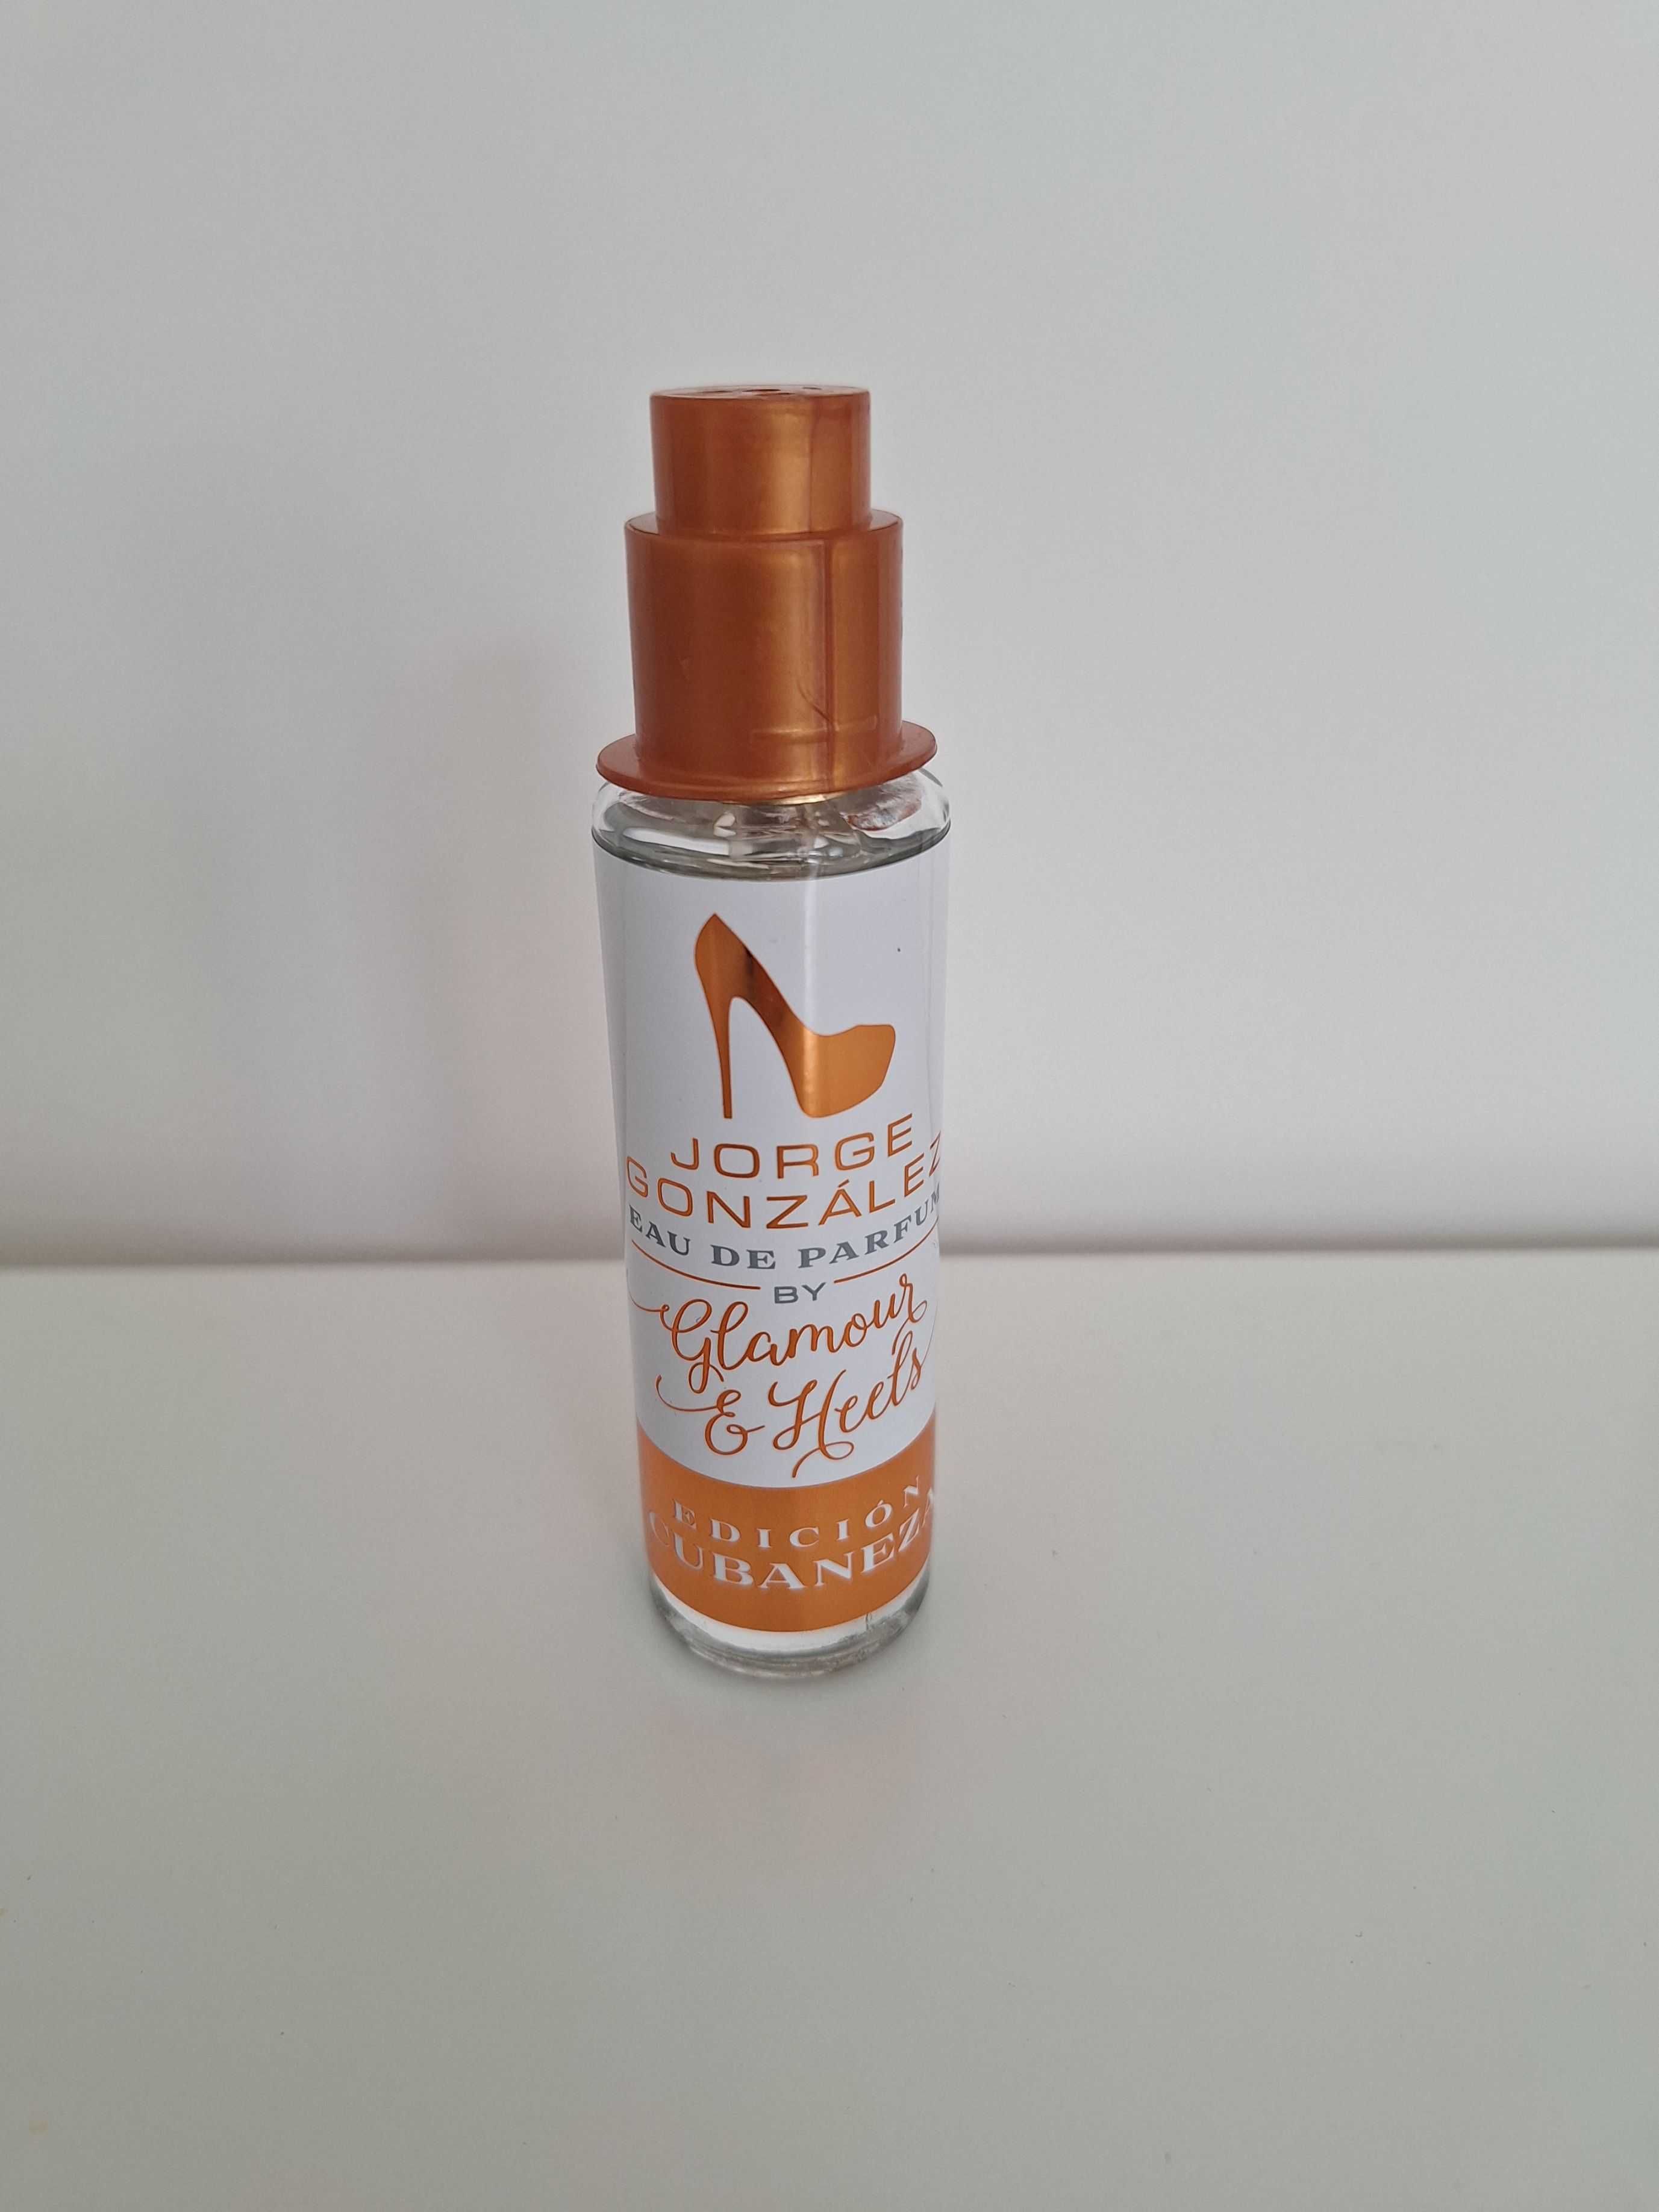 JORGE
GONZÁLEZ
EAU DE PARFUM
BY
Glamour
& Heels
EDICIÓN
CUBANEZA